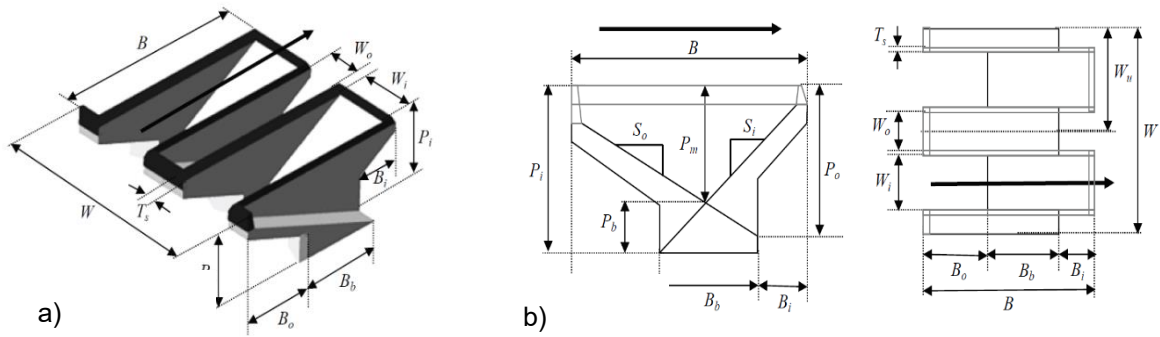 B
W_o
W_i
P_i
B_i
T_s
W
B_b
B_o
a)
B
S_o
S_i
P_m
P_i
P_o
P_b
B_b
B_i
b)
T_s
W_u
W_o
W
W_i
B_o
B_b
B_i
B